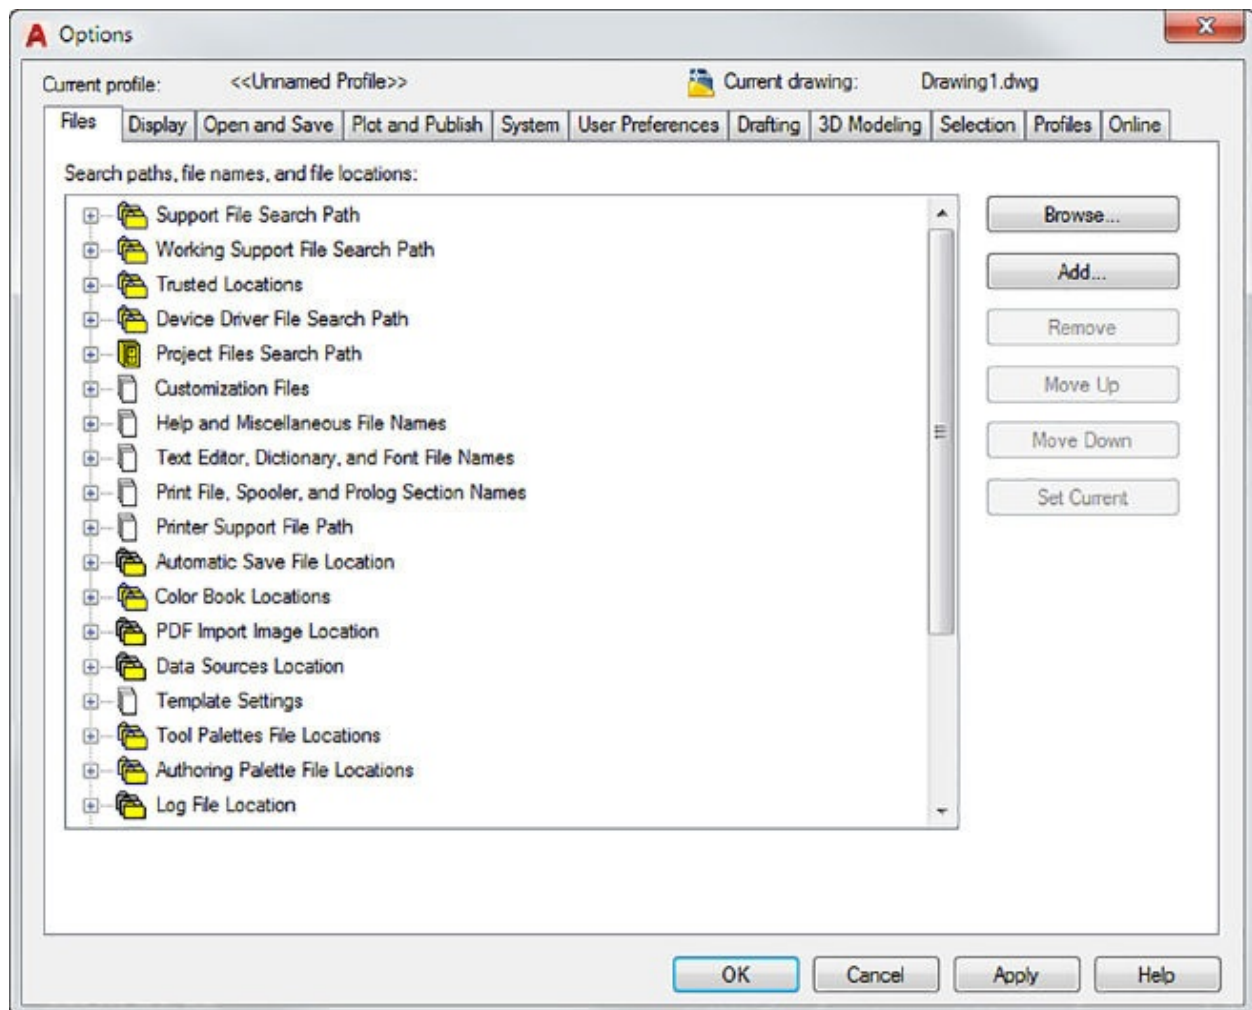 Options
Current profile: <<Unnamed Profile>> Current drawing: Drawing1.dwg
Files Display Open and Save Plot and Publish System User Preferences Drafting 3D Modeling Selection Profiles Online
Search paths, file names, and file locations:
Support File Search Path
Working Support File Search Path
Trusted Locations
Device Driver File Search Path
Project Files Search Path
Customization Files
Help and Miscellaneous File Names
Text Editor, Dictionary, and Font File Names
Print File, Spooler, and Prolog Section Names
Printer Support File Path
Automatic Save File Location
Color Book Locations
PDF Import Image Location
Data Sources Location
Template Settings
Tool Palettes File Locations
Authoring Palette File Locations
Log File Location
Browse...
Add...
Remove
Move Up
Move Down
Set Current
OK Cancel Apply Help